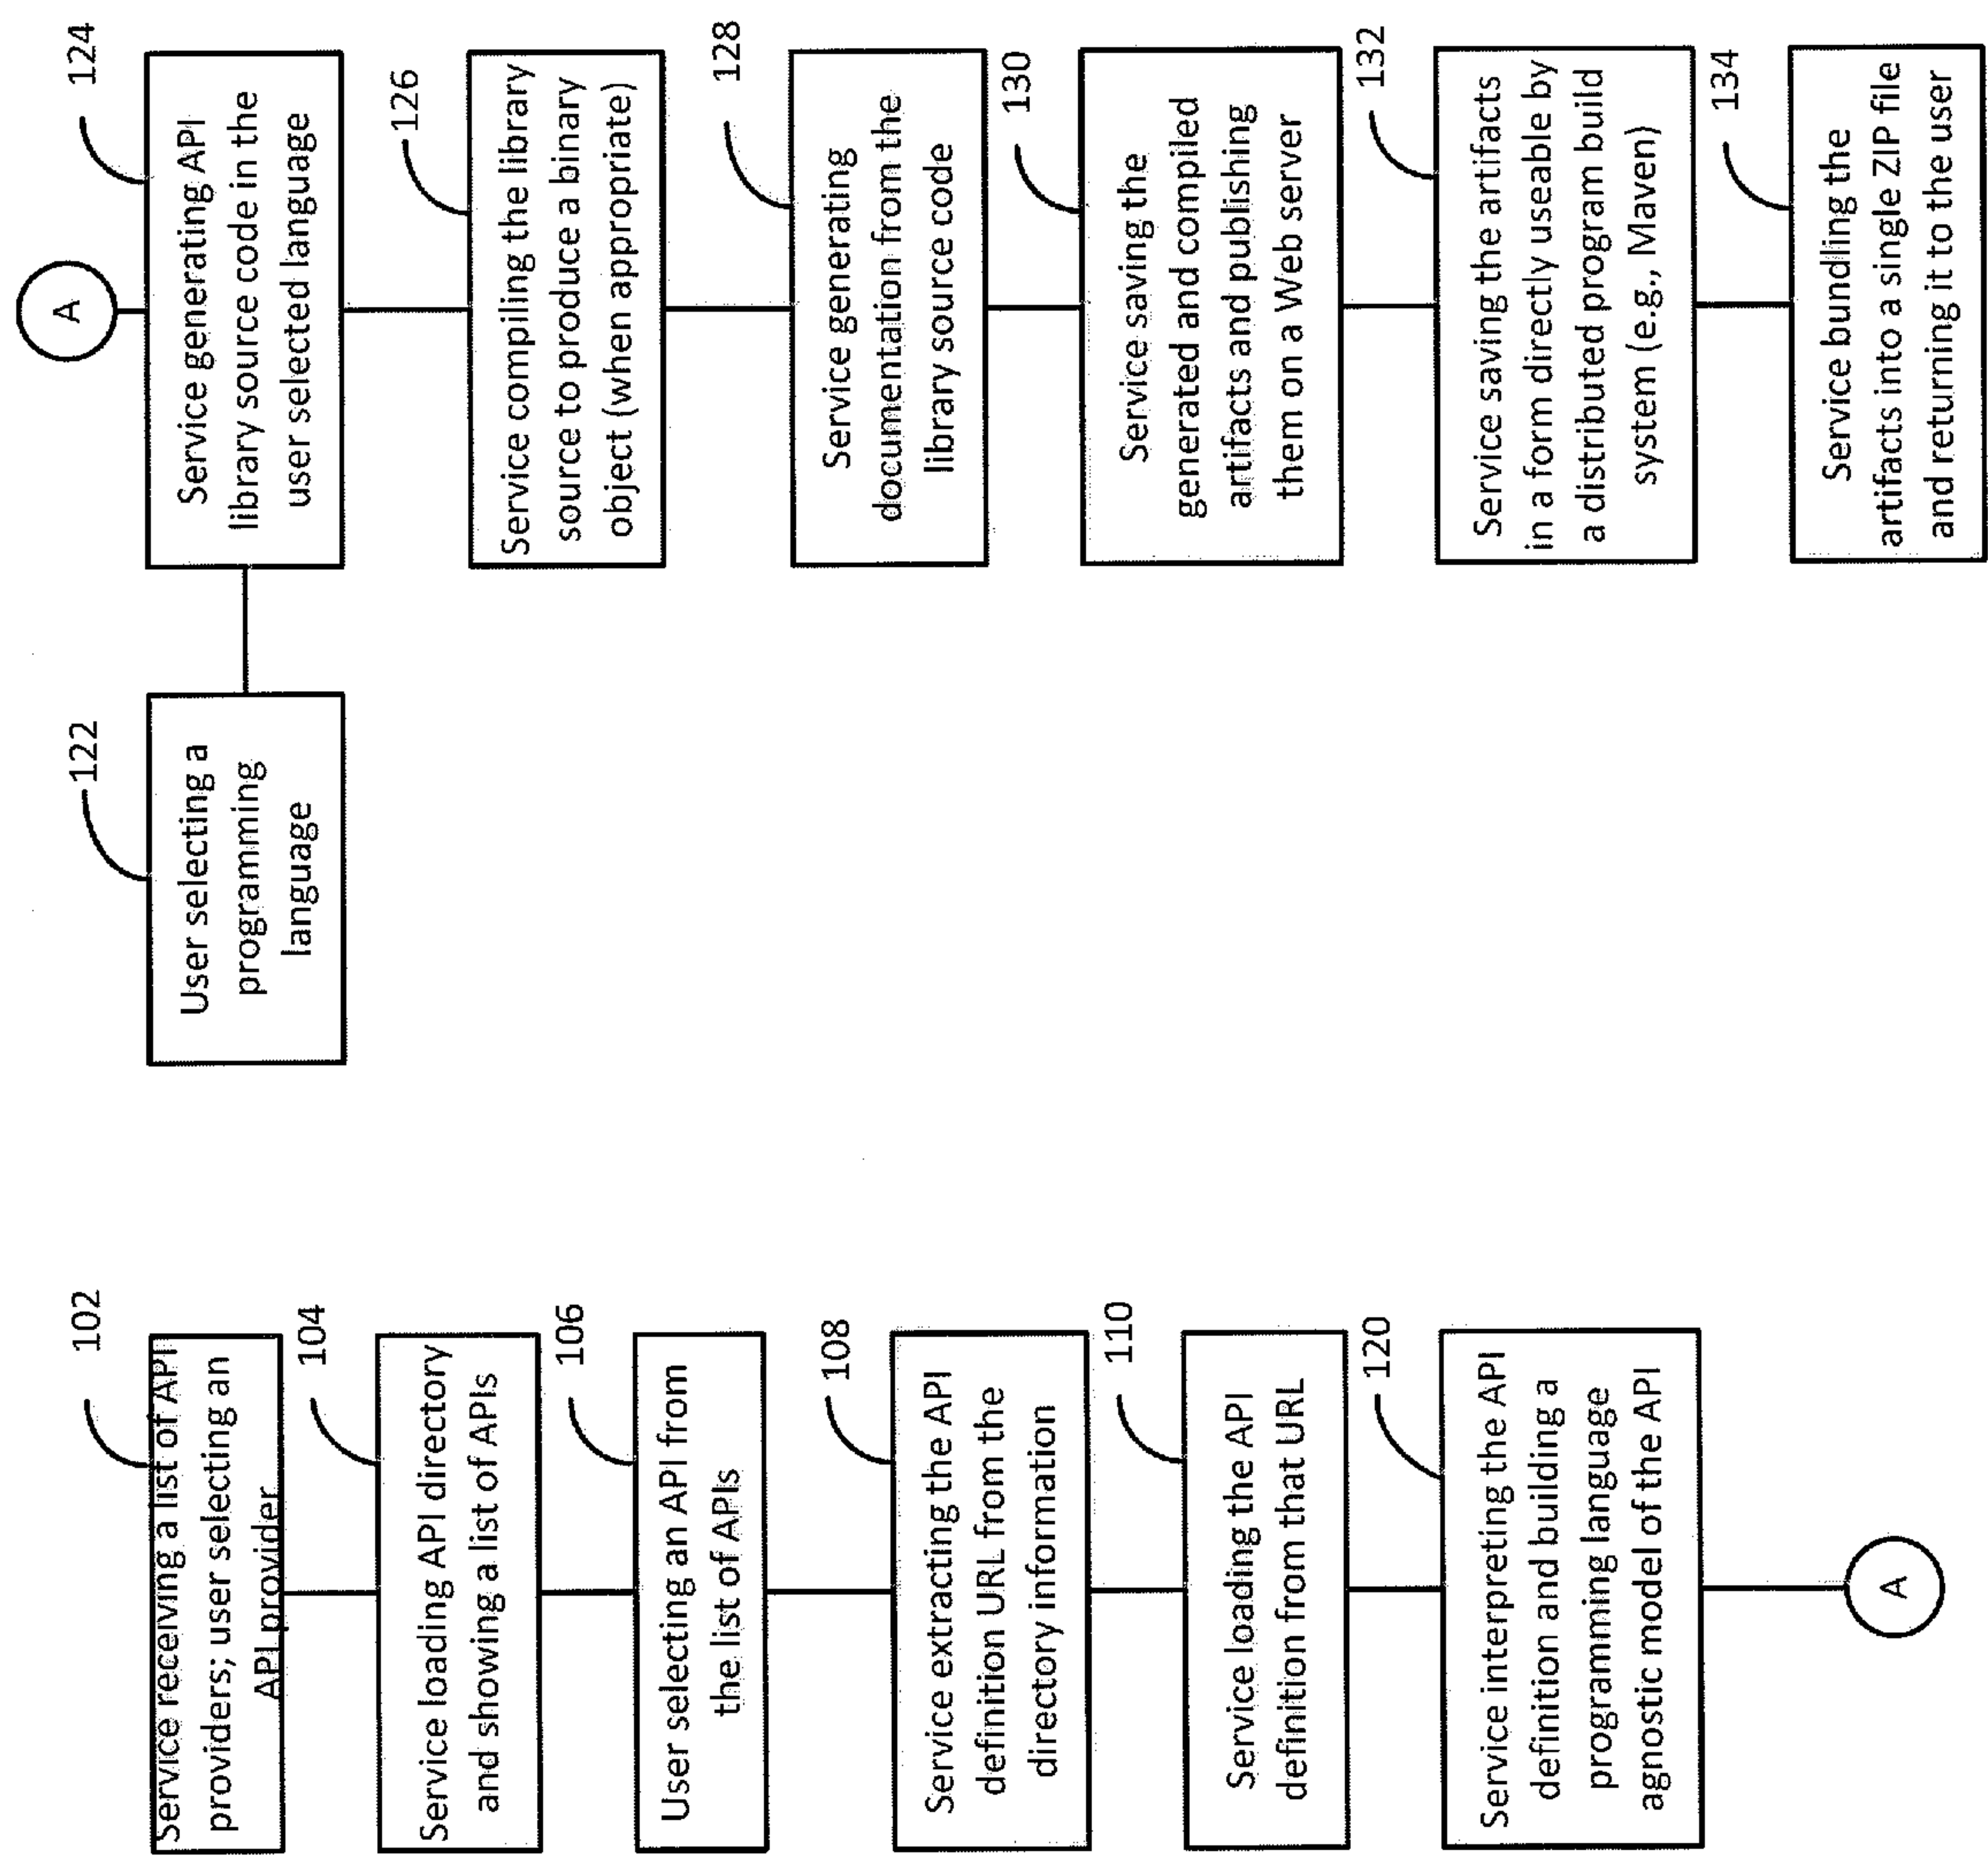 102
Service receiving a list of API
providers; user selecting an
API provider
104
Service loading API directory
and showing a list of APIs
106
User selecting an API from
the list of APIs
108
Service extracting the API
definition URL from the
directory information
110
Service loading the API
definition from that URL
120
Service interpreting the API
definition and building a
programming language
agnostic model of the API
A
A
122
User selecting a
programming
language
124
Service generating API
library source code in the
user selected language
126
Service compiling the library
source to produce a binary
object (when appropriate)
128
Service generating
documentation from the
library source code
130
Service saving the
generated and compiled
artifacts and publishing
them on a Web server
132
Service saving the artifacts
in a form directly useable by
a distributed program build
system (e.g., Maven)
134
Service bundling the
artifacts into a single ZIP file
and returning it to the user